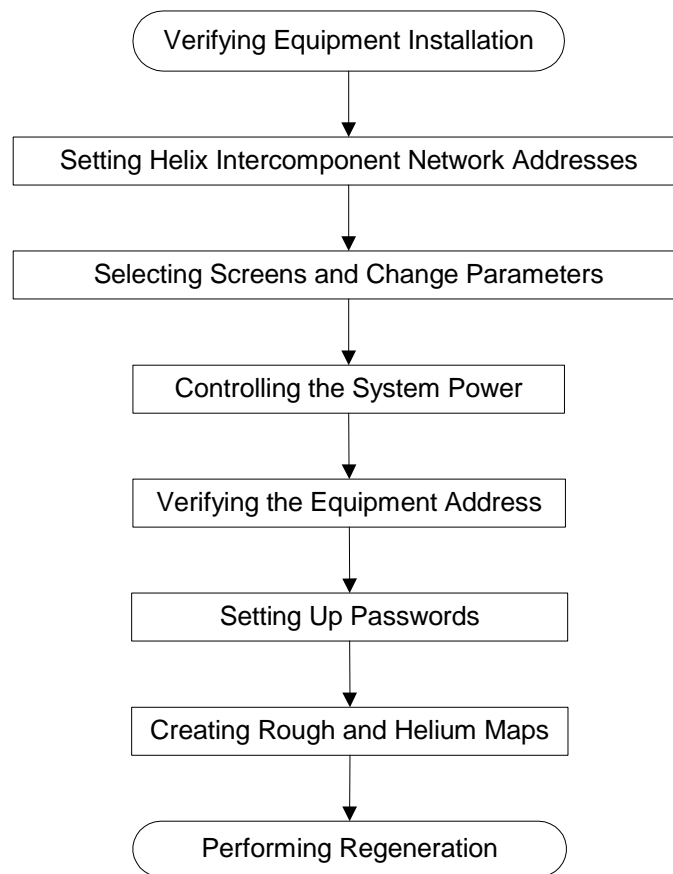 Verifying Equipment Installation
Setting Helix Intercomponent Network Addresses
Selecting Screens and Change Parameters
Controlling the System Power
Verifying the Equipment Address
Setting Up Passwords
Creating Rough and Helium Maps
Performing Regeneration